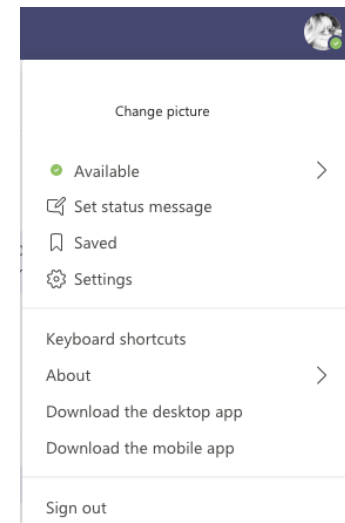 Change picture
Available
Set status message
Saved
Settings
Keyboard shortcuts
About
Download the desktop app
Download the mobile app
Sign out